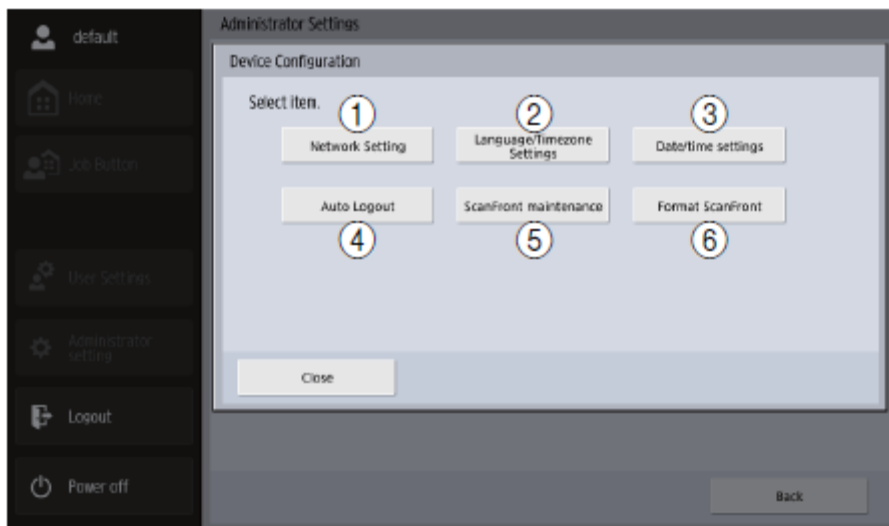 default
Home
Job Button
User Settings
Administrator
setting
Logout
Power off
Administrator Settings
Device Configuration
Select item.
① ② ③
Network Setting
Language/Timezone
Settings
Date/time settings
Auto Logout
ScanFront maintenance
Format ScanFront
④ ⑤ ⑥
Close
Back